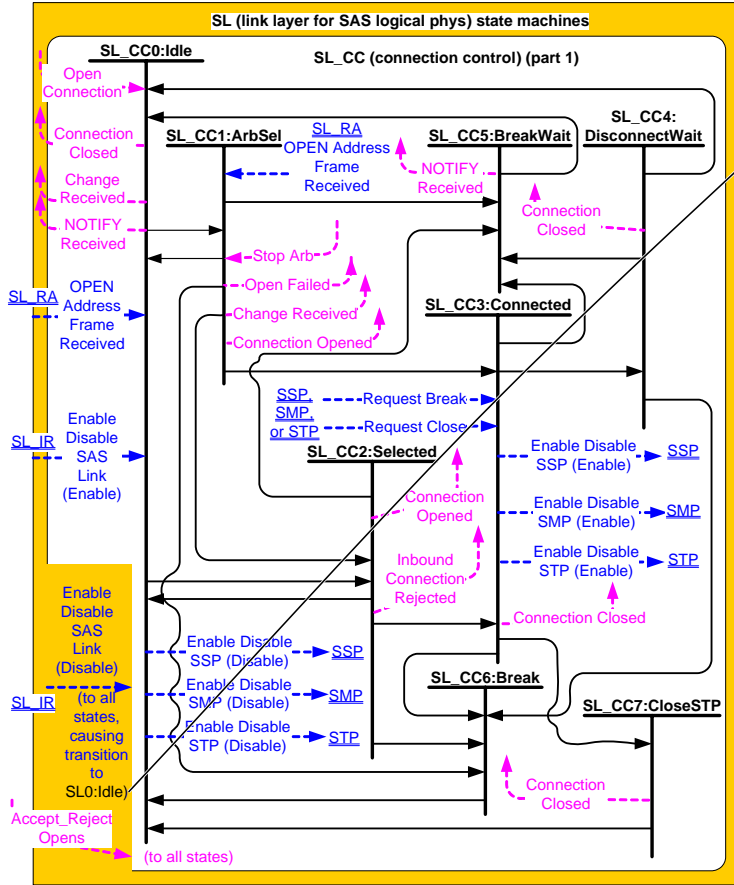 SL (link layer for SAS logical phys) state machines
SL_CC0:Idle
SL_CC (connection control) (part 1)
Open
Connection
Connection
Closed
Change
Received
NOTIFY
Received
SL_CC1:ArbSel
SL_RA
OPEN Address
Frame
Received
SL_CC5:BreakWait
NOTIFY
Received
SL_CC4:
DisconnectWait
Connection
Closed
Stop Arb
Open Failed
Change Received
Connection Opened
SL_RA
OPEN
Address
Frame
Received
SL_CC3:Connected
SSP,
SMP,
or STP
Request Break
Request Close
SL_IR
Enable
Disable
SAS
Link
(Enable)
SL_CC2:Selected
Enable Disable
SSP (Enable)
SSP
Connection
Opened
Enable Disable
SMP (Enable)
SMP
Inbound
Connection
Rejected
Enable Disable
STP (Enable)
STP
Connection Closed
Enable
Disable
SAS
Link
(Disable)
SL_IR
(to all
states,
causing
transition
to
SL0:Idle)
Enable Disable
SSP (Disable)
SSP
Enable Disable
SMP (Disable)
SMP
Enable Disable
STP (Disable)
STP
SL_CC6:Break
SL_CC7:CloseSTP
Connection
Closed
Accept_Reject
Opens
(to all states)